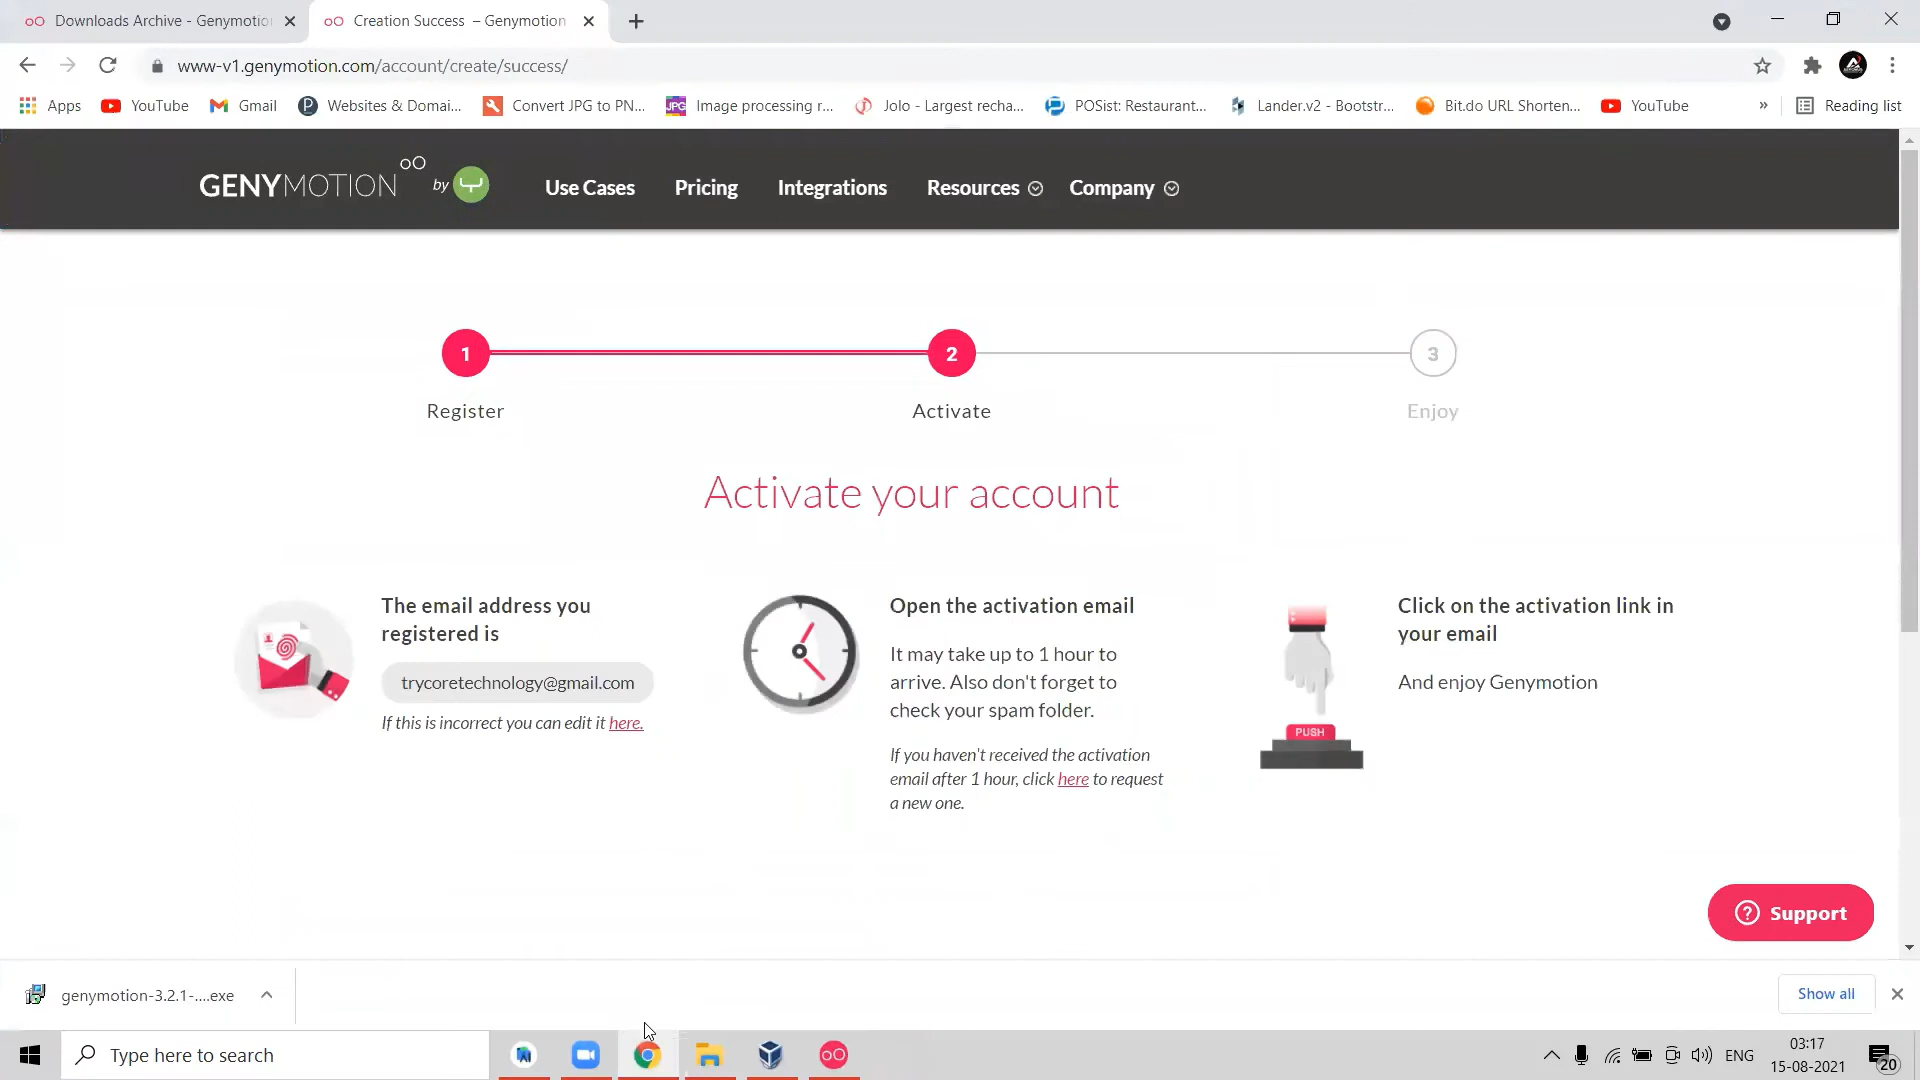 Downloads Archive - Genymotio
Creation Success – Genymotion
www-v1.genymotion.com/account/create/success/
Apps
YouTube
Gmail
Websites & Domai...
Convert JPG to PN...
JPG
Image processing r...
Jolo - Largest recha...
POSist: Restaurant...
Lander.v2 - Bootstr...
Bit.do URL Shorten...
YouTube
»
Reading list
GENYMOTION
by
Use Cases
Pricing
Integrations
Resources
Company
1
2
3
Register
Activate
Enjoy
Activate your account
The email address you
registered is
trycoretechnology@gmail.com
If this is incorrect you can edit it here.
Open the activation email
It may take up to 1 hour to
arrive. Also don't forget to
check your spam folder.
If you haven't received the activation
email after 1 hour, click here to request
a new one.
PUSH
Click on the activation link in
your email
And enjoy Genymotion
Support
genymotion-3.2.1-....exe
Show all
Type here to search
ENG
03:17
15-08-2021
20